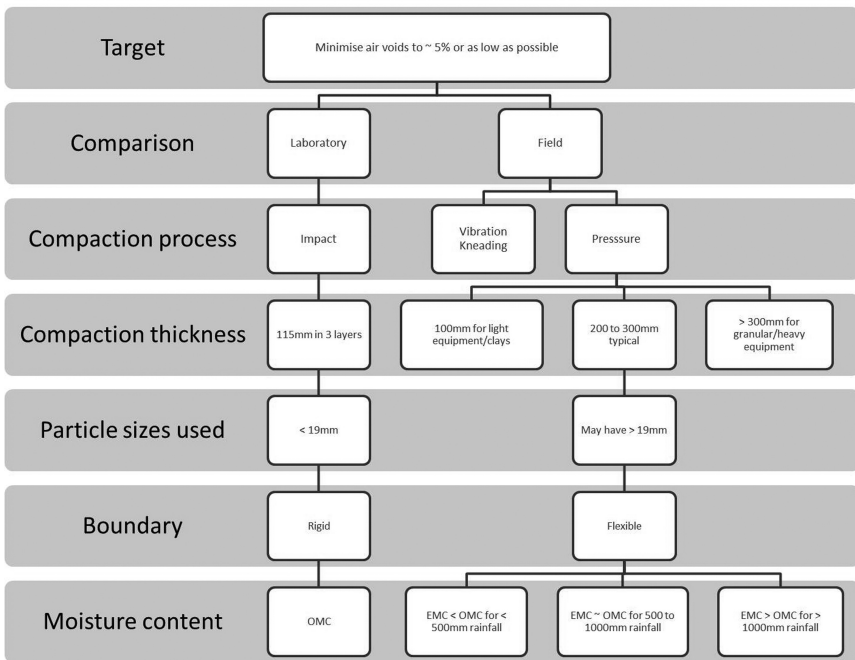 Target
Minimise air voids to ~ 5% or as low as possible
Comparison
Laboratory
Field
Compaction process
Impact
Vibration
Kneading
Presssure
Compaction thickness
115mm in 3 layers
100mm for light
equipment/clays
200 to 300mm
typical
> 300mm for
granular/heavy
equipment
Particle sizes used
< 19mm
May have > 19mm
Boundary
Rigid
Flexible
Moisture content
OMC
EMC < OMC for <
500mm rainfall
EMC ~ OMC for 500 to
1000mm rainfall
EMC > OMC for >
1000mm rainfall